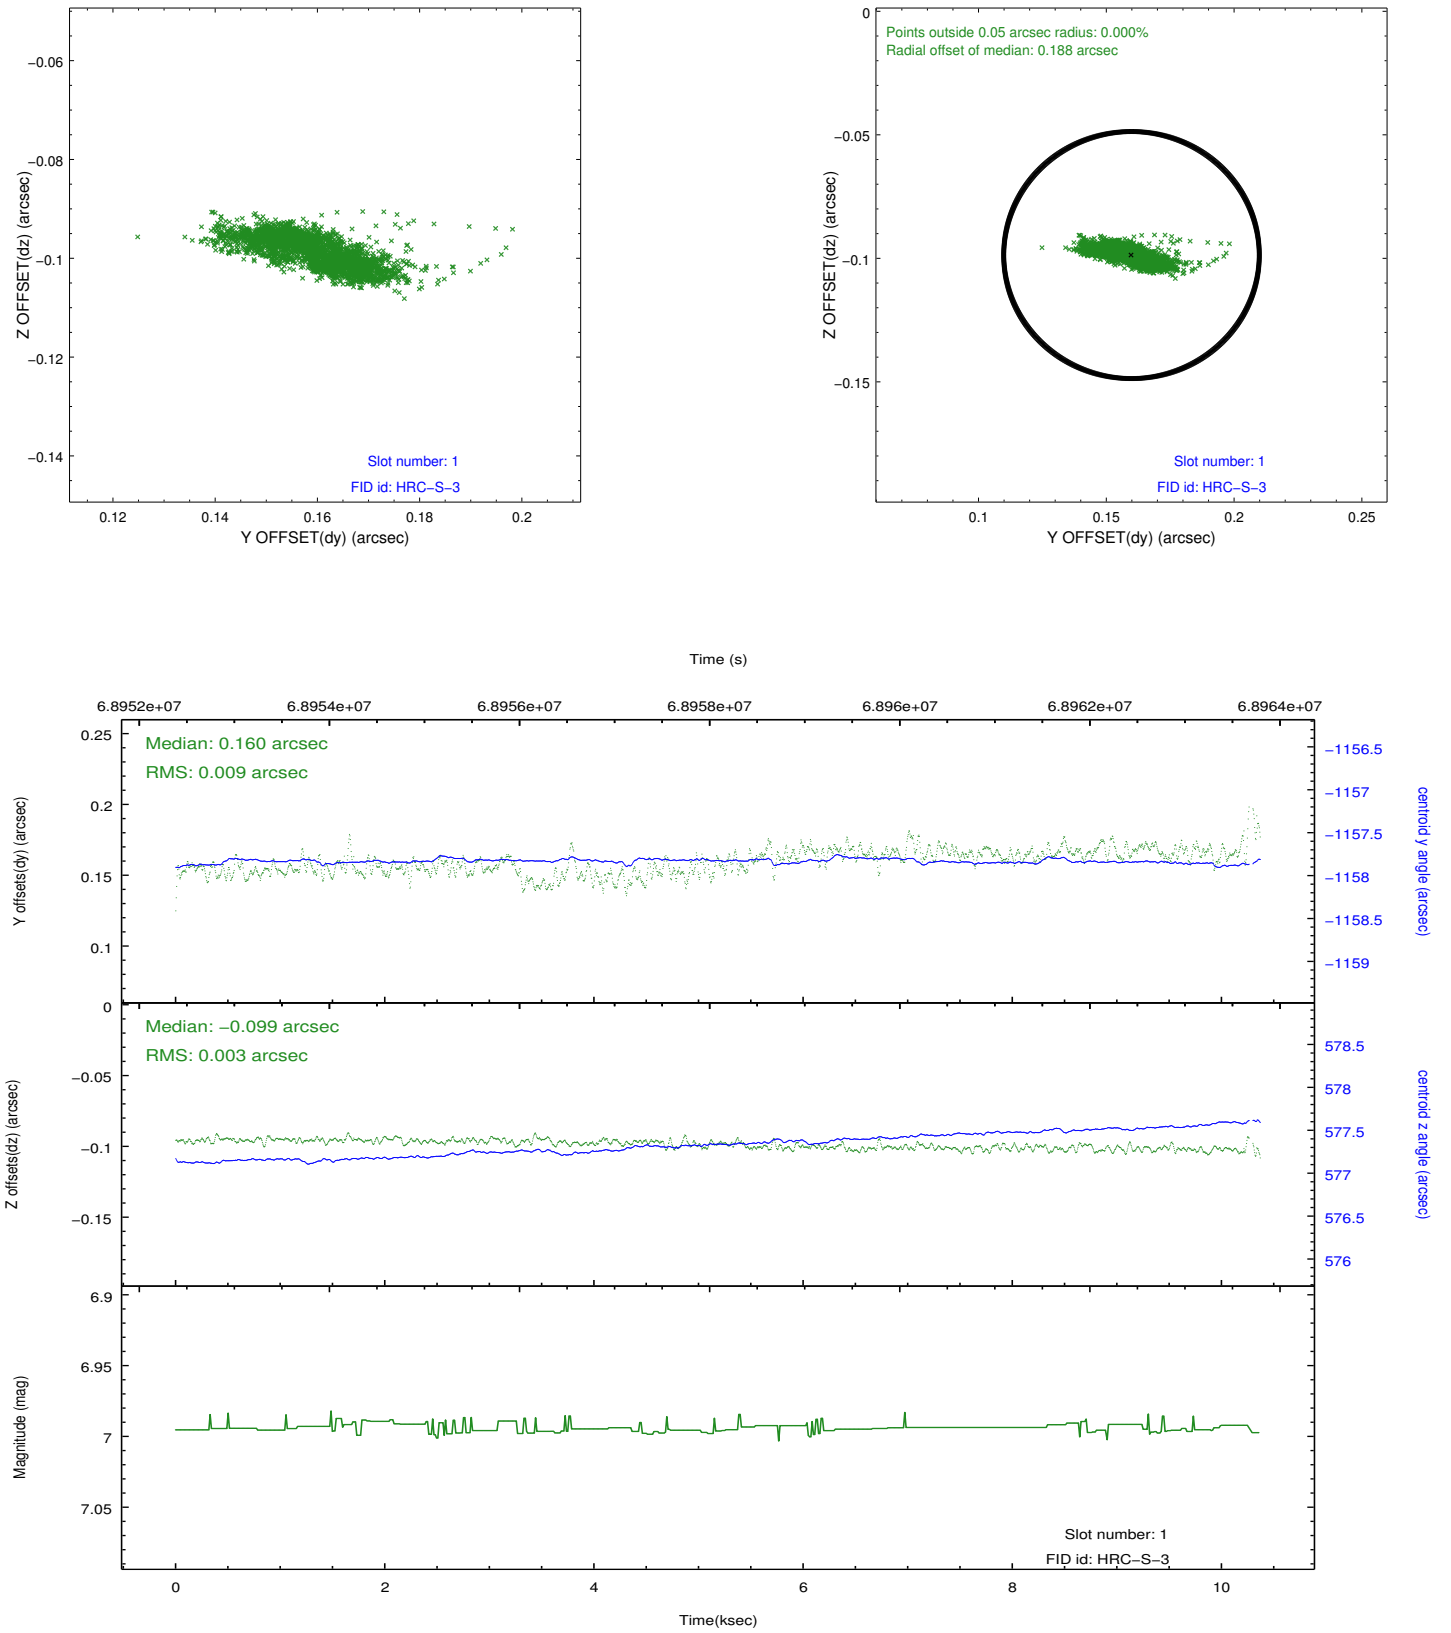 −0.06
−0.08
−0.1
−0.12
−0.14
Z OFFSET(dz) (arcsec)
Slot number: 1
FID id: HRC−S−3
0.12 0.14 0.16 0.18 0.2
Y OFFSET(dy) (arcsec)
Points outside 0.05 arcsec radius: 0.000%
Radial offset of median: 0.188 arcsec
0
−0.05
−0.1
−0.15
Z OFFSET(dz) (arcsec)
Slot number: 1
FID id: HRC−S−3
0.1 0.15 0.2 0.25
Y OFFSET(dy) (arcsec)
Time (s)
6.8952e+07 6.8954e+07 6.8956e+07 6.8958e+07 6.896e+07 6.8962e+07 6.8964e+07
Median: 0.160 arcsec
RMS: 0.009 arcsec
0.25
0.2
0.15
0.1
Y offsets(dy) (arcsec)
−1156.5
−1157
−1157.5
−1158
−1158.5
−1159
centroid y angle (arcsec)
Median: −0.099 arcsec
RMS: 0.003 arcsec
0
−0.05
−0.1
−0.15
Z offsets(dz) (arcsec)
578.5
578
577.5
577
576.5
576
centroid z angle (arcsec)
6.9
6.95
7
7.05
Magnitude (mag)
Slot number: 1
FID id: HRC−S−3
0 2 4 6 8 10
Time(ksec)